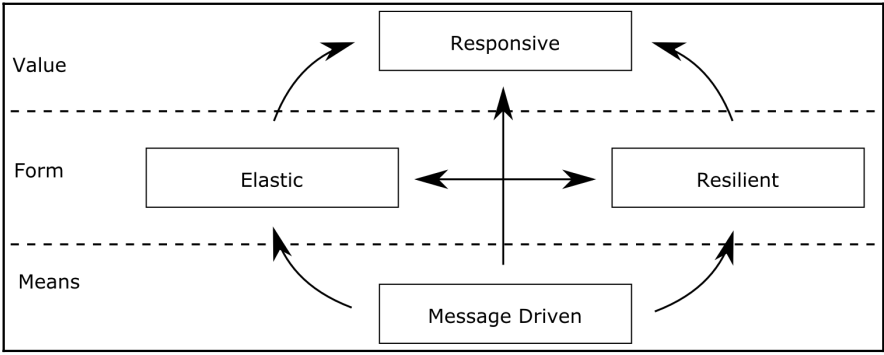 Responsive
Value
Form
Elastic
Resilient
Means
Message Driven